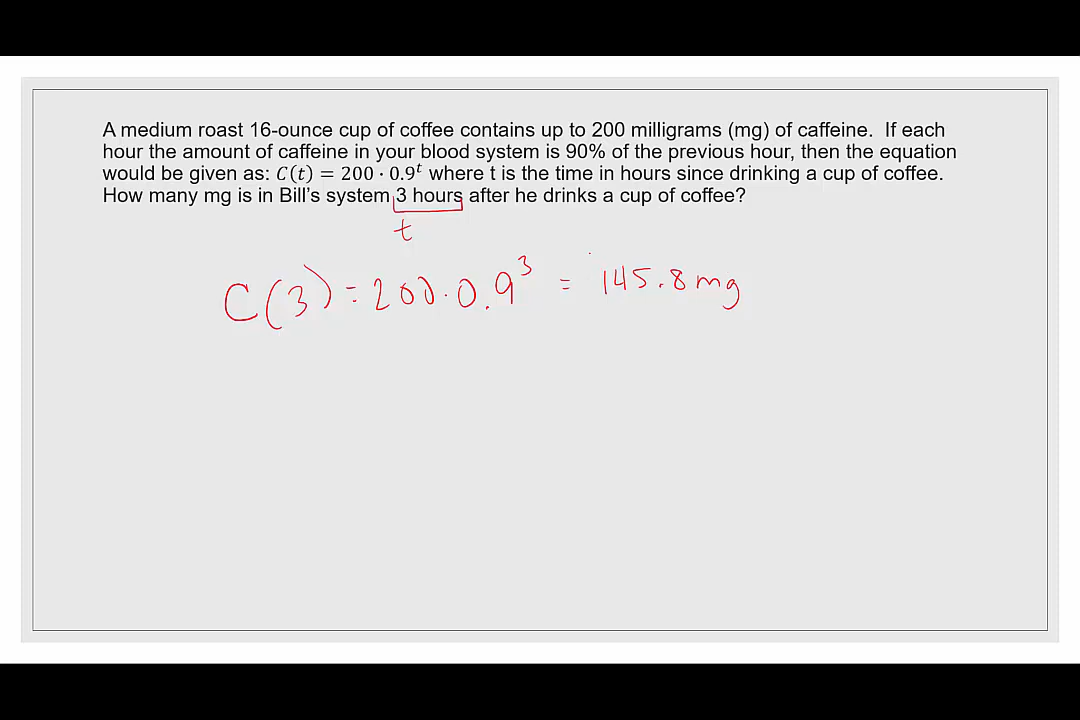 A medium roast 16-ounce cup of coffee contains up to 200 milligrams (mg) of caffeine.  If each
hour the amount of caffeine in your blood system is 90% of the previous hour, then the equation
would be given as: C(t) = 200 · 0.9^t where t is the time in hours since drinking a cup of coffee.
How many mg is in Bill's system 3 hours after he drinks a cup of coffee?
t
C(3) = 200 · 0.9^3 = 145.8 mg